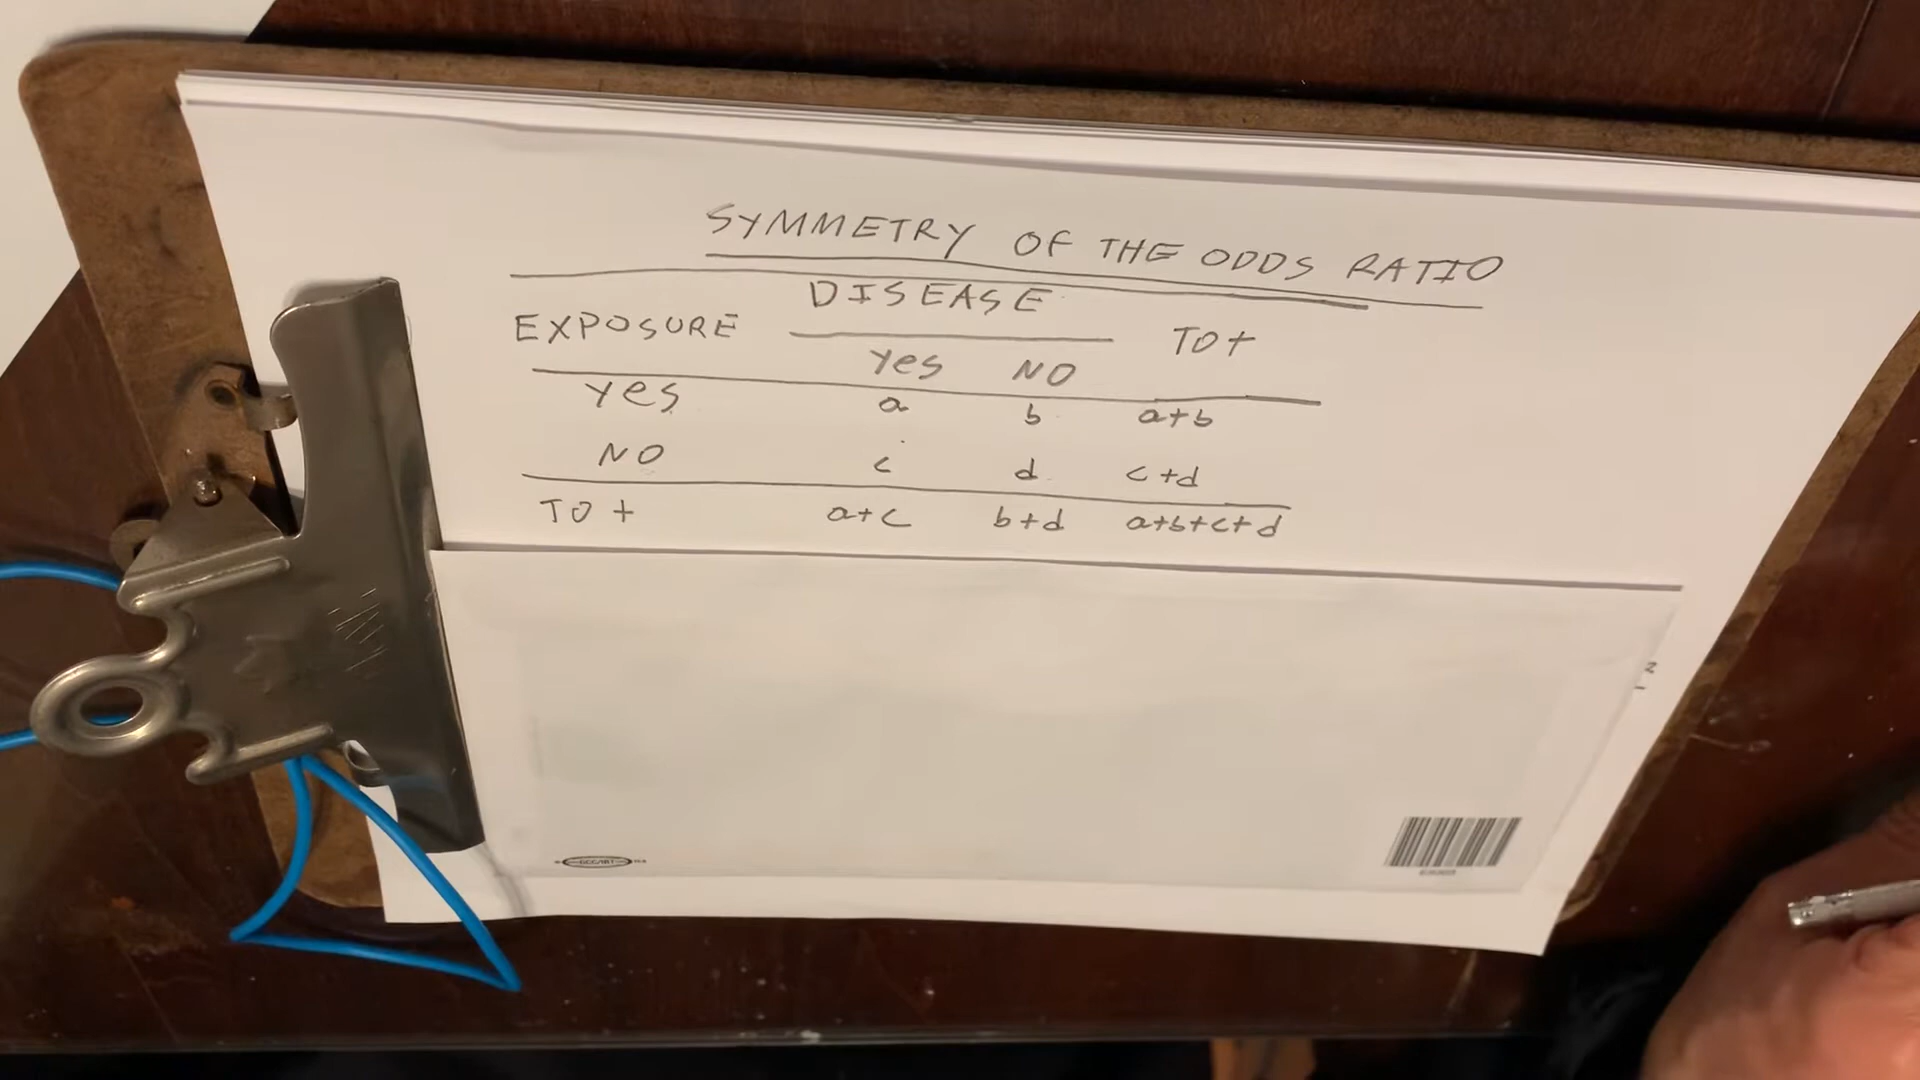 SYMMETRY OF THE ODDS RATIO
DISEASE
EXPOSURE TOT
Yes NO
Yes a b a+b
NO c d c+d
TOT a+c b+d a+b+c+d